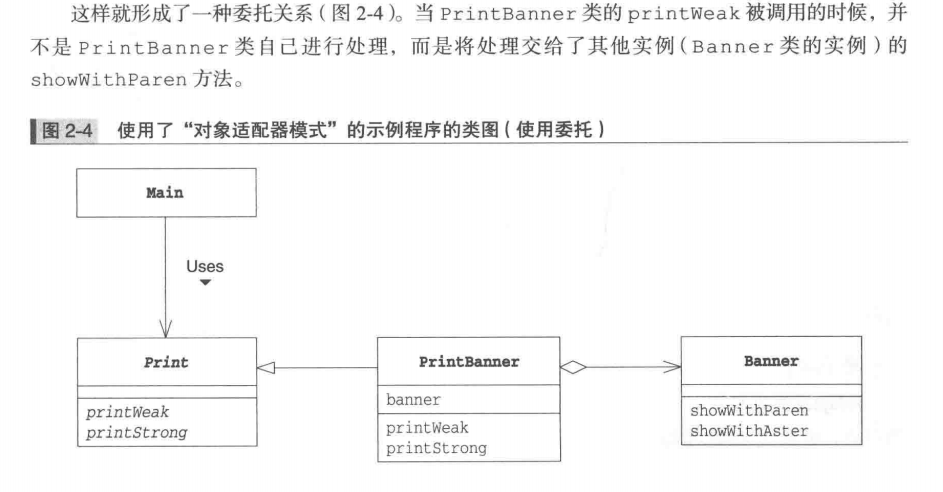 这样就形成了一种委托关系（图 2-4）。当 PrintBanner 类的 printWeak 被调用的时候，并
不是 PrintBanner 类自己进行处理，而是将处理交给了其他实例（Banner 类的实例）的
showWithParen 方法。
图 2-4 使用了“对象适配器模式”的示例程序的类图（使用委托）
Main
Uses
Print
printWeak
printStrong
PrintBanner
banner
printWeak
printStrong
Banner
showWithParen
showWithAster